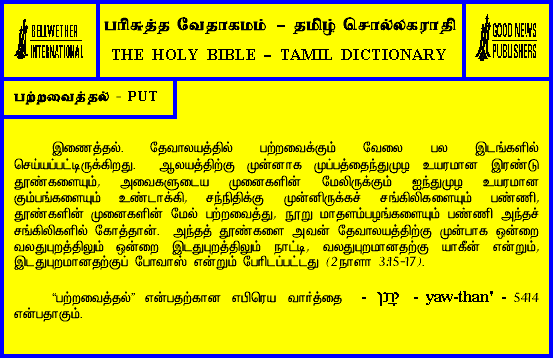 BELLWETHER
INTERNATIONAL
பரிசுத்த வேதாகமம் – தமிழ் சொல்லகராதி
THE HOLY BIBLE – TAMIL DICTIONARY
GOOD NEWS
PUBLISHERS
பற்றவைத்தல் - PUT
இணைத்தல். தேவாலயத்தில் பற்றவைக்கும் வேலை பல இடங்களில்
செய்யப்பட்டிருக்கிறது. ஆலயத்திற்கு முன்னாக முப்பத்தைந்துமுழ உயரமான இரண்டு
தூண்களையும், அவைகளுடைய முனைகளின் மேலிருக்கும் ஐந்துமுழ உயரமான
கும்பங்களையும் உண்டாக்கி, சந்நிதிக்கு முன்னிருக்கச் சங்கிலிகளையும் பண்ணி,
தூண்களின் முனைகளின் மேல் பற்றவைத்து, நூறு மாதளம்பழங்களையும் பண்ணி அந்தச்
சங்கிலிகளில் கோத்தான். அந்தத் தூண்களை அவன் தேவாலயத்திற்கு முன்பாக ஒன்றை
வலதுபுறத்திலும் ஒன்றை இடதுபுறத்திலும் நாட்டி, வலதுபுறமானதற்கு யாகீன் என்றும்,
இடதுபுறமானதற்குப் போவாஸ் என்றும் பேரிடப்பட்டது (2நாளா 3:15-17).
“பற்றவைத்தல்” என்பதற்கான எபிரெய வார்த்தை - נָתַן - yaw-than' - 5414
என்பதாகும்.